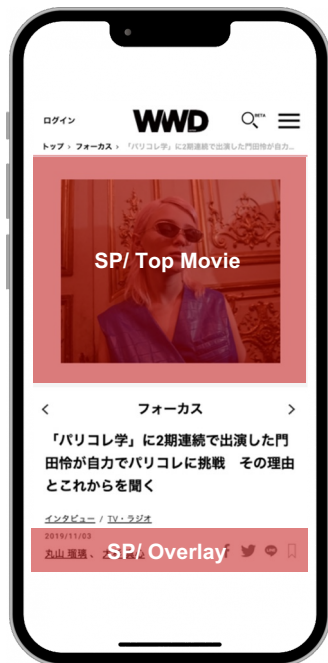 ログイン
WWD
BETA
トップ › フォーカス › 「パリコレ学」に2期連続で出演した門田怜が自力...
SP/ Top Movie
フォーカス
「パリコレ学」に2期連続で出演した門
田怜が自力でパリコレに挑戦　その理由
とこれからを聞く
インタビュー / TV・ラジオ
2019/11/03
丸山 瑠璃、
SP/ Overlay